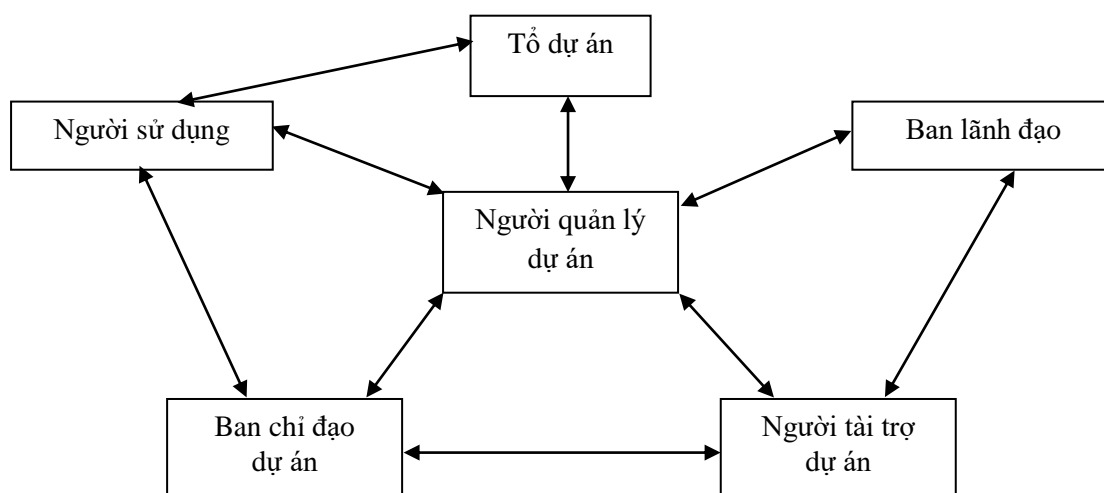 Tổ dự án
Người sử dụng
Ban lãnh đạo
Người quản lý
dự án
Ban chỉ đạo
dự án
Người tài trợ
dự án